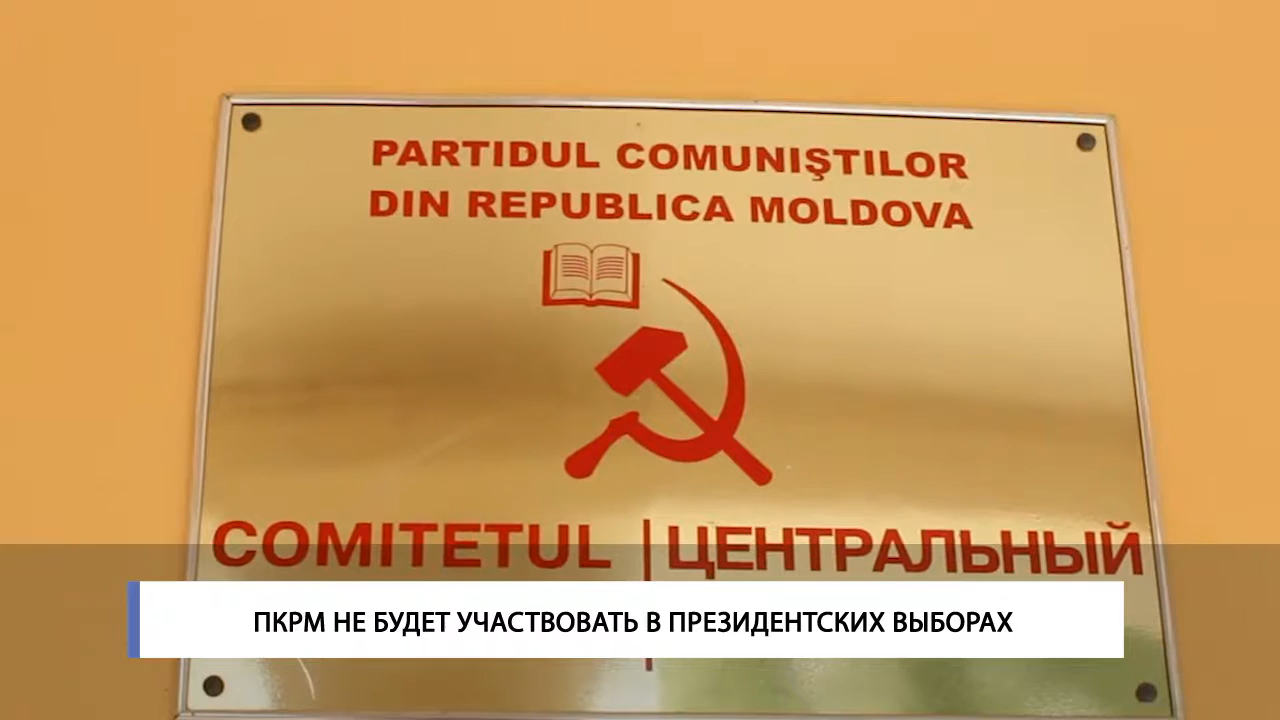 PARTIDUL COMUNIŞTILOR
DIN REPUBLICA MOLDOVA
COMITETUL | ЦЕНТРАЛЬНЫЙ
ПКРМ НЕ БУДЕТ УЧАСТВОВАТЬ В ПРЕЗИДЕНТСКИХ ВЫБОРАХ